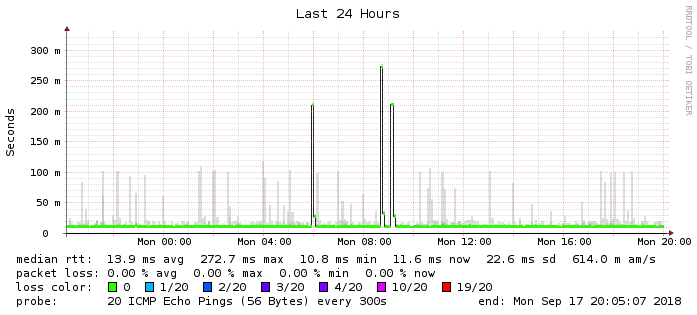 Last 24 Hours
RRDTOOL / TOBI OETIKER
Seconds
300 m
250 m
200 m
150 m
100 m
50 m
0
Mon 00:00 Mon 04:00 Mon 08:00 Mon 12:00 Mon 16:00 Mon 20:00
median rtt: 13.9 ms avg 272.7 ms max 10.8 ms min 11.6 ms now 22.6 ms sd 614.0 m am/s
packet loss: 0.00 % avg 0.00 % max 0.00 % min 0.00 % now
loss color: 0 1/20 2/20 3/20 4/20 10/20 19/20
probe: 20 ICMP Echo Pings (56 Bytes) every 300s end: Mon Sep 17 20:05:07 2018